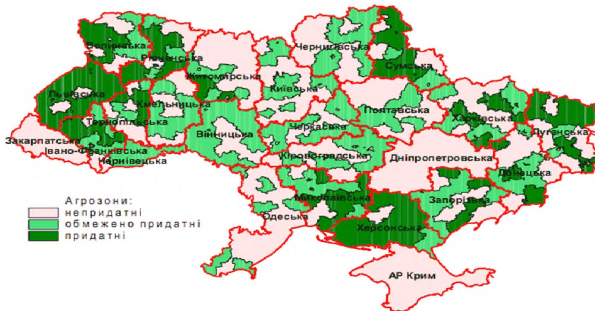 Волинська
Рівненська
Житомирська
Київська
Чернігівська
Сумська
Львівська
Тернопільська
Хмельницька
Вінницька
Черкаська
Полтавська
Харківська
Луганська
Закарпатська
Івано-Франківська
Чернівецька
Кіровоградська
Дніпропетровська
Донецька
Одеська
Миколаївська
Херсонська
Запорізька
АР Крим
Агрозони:
непридатні
обмежено придатні
придатні